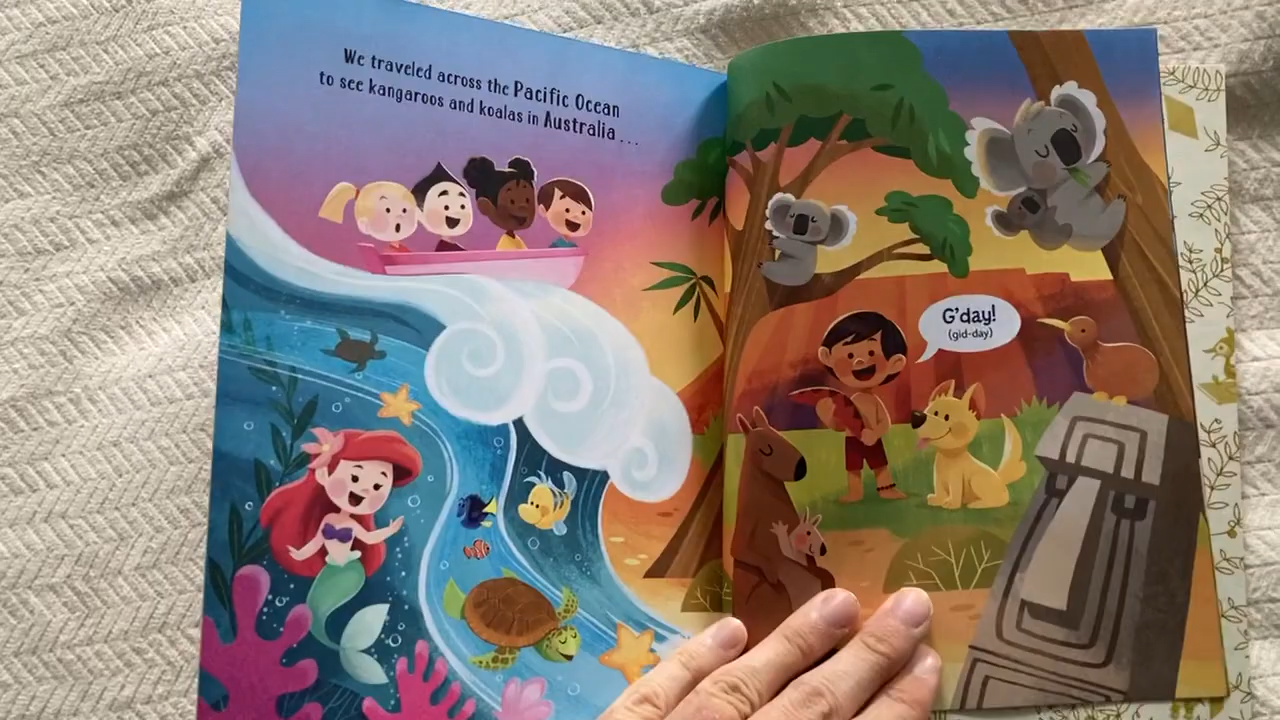 We traveled across the Pacific Ocean
to see kangaroos and koalas in Australia...
G'day!
(gid-day)